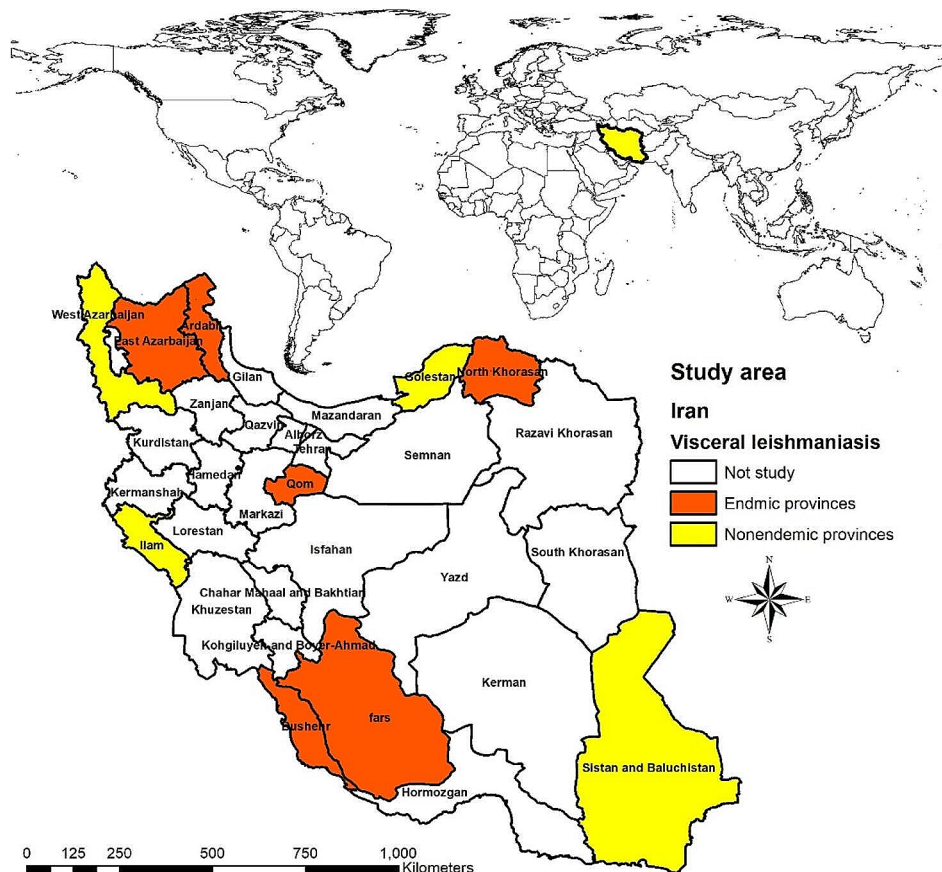 West Azarbaijan
East Azarbaijan
Ardabil
Gilan
Golestan
North Khorasan
Zanjan
Mazandaran
Qazvin
Alborz
Tehran
Semnan
Razavi Khorasan
Kurdistan
Hamedan
Qom
Kermanshah
Markazi
Lorestan
Ilam
Isfahan
South Khorasan
Yazd
Chahar Mahaal and Bakhtiari
Khuzestan
Kohgiluyeh and Boyer-Ahmad
Kerman
fars
Bushehr
Sistan and Baluchistan
Hormozgan
Study area
Iran
Visceral leishmaniasis
Not study
Endmic provinces
Nonendemic provinces
N
W E
S
0 125 250 500 750 1,000
Kilometers